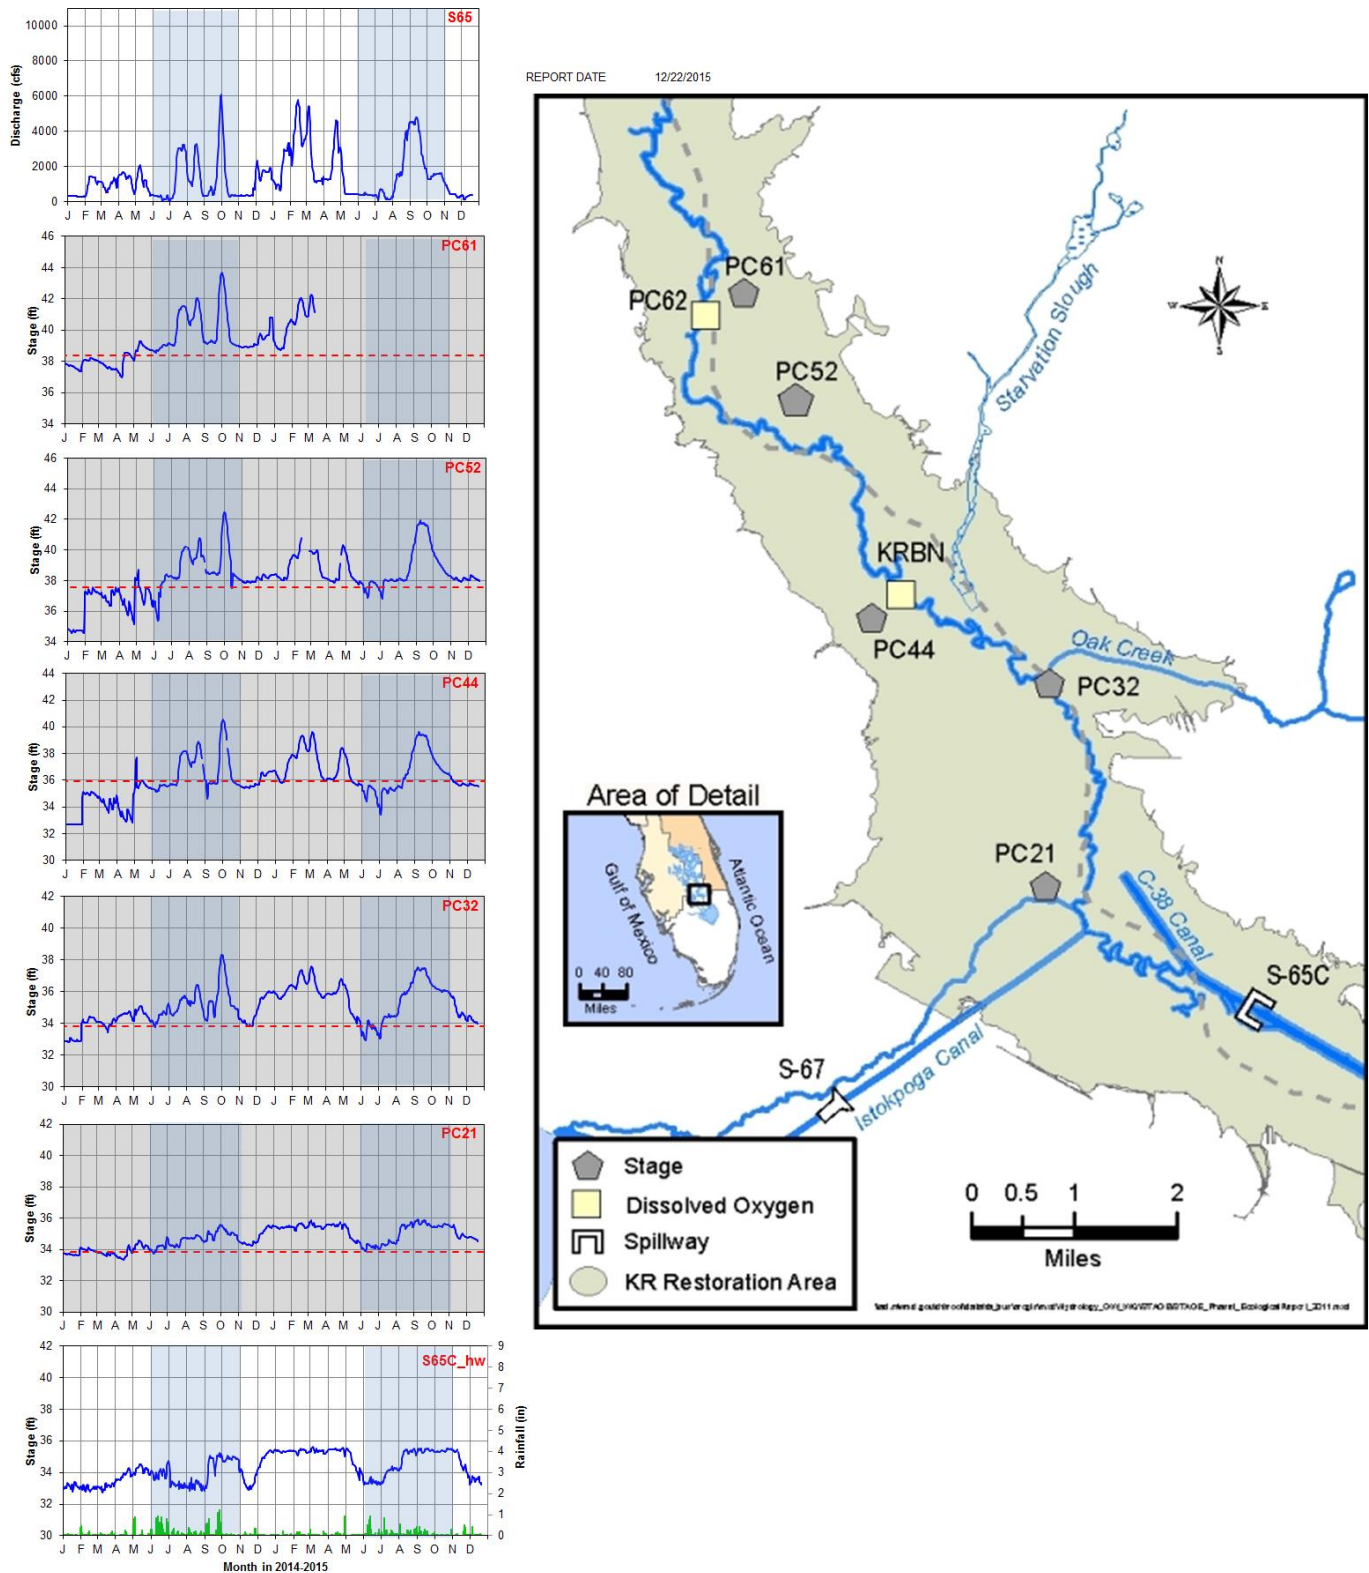 S65
10000
8000
6000
4000
2000
0
Discharge (cfs)
J F M A M J J A S O N D J F M A M J J A S O N D
PC61
46
44
42
40
38
36
34
Stage (ft)
J F M A M J J A S O N D J F M A M J J A S O N D
PC52
46
44
42
40
38
36
34
Stage (ft)
J F M A M J J A S O N D J F M A M J J A S O N D
PC44
44
42
40
38
36
34
32
30
Stage (ft)
J F M A M J J A S O N D J F M A M J J A S O N D
PC32
42
40
38
36
34
32
30
Stage (ft)
J F M A M J J A S O N D J F M A M J J A S O N D
PC21
42
40
38
36
34
32
30
Stage (ft)
J F M A M J J A S O N D J F M A M J J A S O N D
S65C_hw
42
40
38
36
34
32
30
Stage (ft)
9
8
7
6
5
4
3
2
1
0
Rainfall (in)
J F M A M J J A S O N D J F M A M J J A S O N D
Month in 2014-2015
REPORT DATE 12/22/2015
PC61
PC62
PC52
Starvation Slough
N
W E
S
KRBN
PC44
Oak Creek
PC32
Area of Detail
Gulf of Mexico
Atlantic Ocean
0 40 80
Miles
PC21
C-38 Canal
S-65C
S-67
Istokpoga Canal
Stage
Dissolved Oxygen
Spillway
KR Restoration Area
0 0.5 1 2
Miles